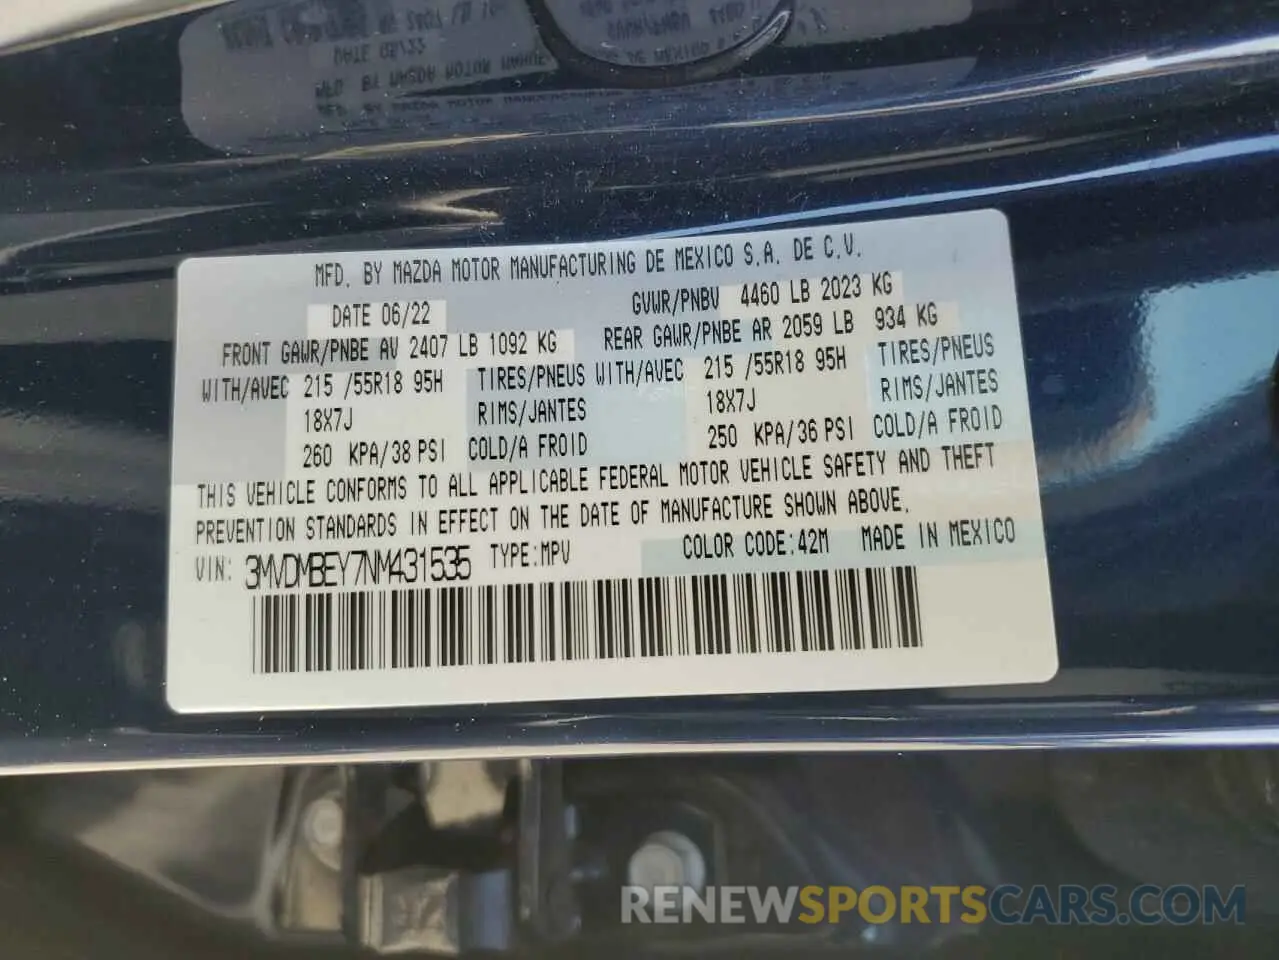 MFD. BY MAZDA MOTOR MANUFACTURING DE MEXICO S.A. DE C.V.
DATE 06/22 GVWR/PNBV 4460 LB 2023 KG
FRONT GAWR/PNBE AV 2407 LB 1092 KG REAR GAWR/PNBE AR 2059 LB 934 KG
WITH/AVEC 215 /55R18 95H TIRES/PNEUS WITH/AVEC 215 /55R18 95H TIRES/PNEUS
18X7J RIMS/JANTES 18X7J RIMS/JANTES
260 KPA/38 PSI COLD/A FROID 250 KPA/36 PSI COLD/A FROID
THIS VEHICLE CONFORMS TO ALL APPLICABLE FEDERAL MOTOR VEHICLE SAFETY AND THEFT
PREVENTION STANDARDS IN EFFECT ON THE DATE OF MANUFACTURE SHOWN ABOVE.
VIN: 3MVDMBEY7NM431535 TYPE:MPV COLOR CODE:42M MADE IN MEXICO
RENEWSPORTSCARS.COM